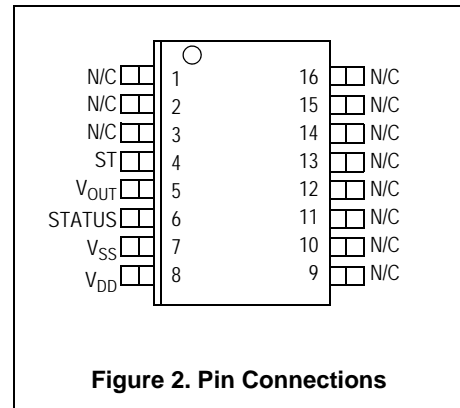 N/C 1 16 N/C
N/C 2 15 N/C
N/C 3 14 N/C
ST 4 13 N/C
VOUT 5 12 N/C
STATUS 6 11 N/C
VSS 7 10 N/C
VDD 8 9 N/C
Figure 2. Pin Connections